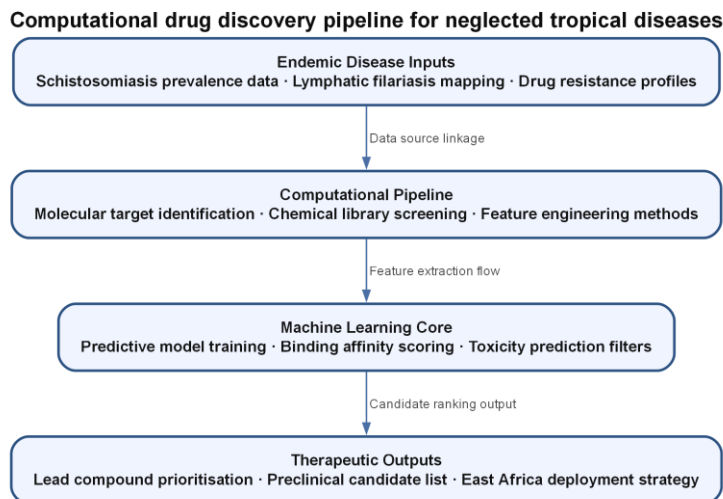 Computational drug discovery pipeline for neglected tropical diseases
Endemic Disease Inputs
Schistosomiasis prevalence data · Lymphatic filariasis mapping · Drug resistance profiles
Data source linkage
Computational Pipeline
Molecular target identification · Chemical library screening · Feature engineering methods
Feature extraction flow
Machine Learning Core
Predictive model training · Binding affinity scoring · Toxicity prediction filters
Candidate ranking output
Therapeutic Outputs
Lead compound prioritisation · Preclinical candidate list · East Africa deployment strategy